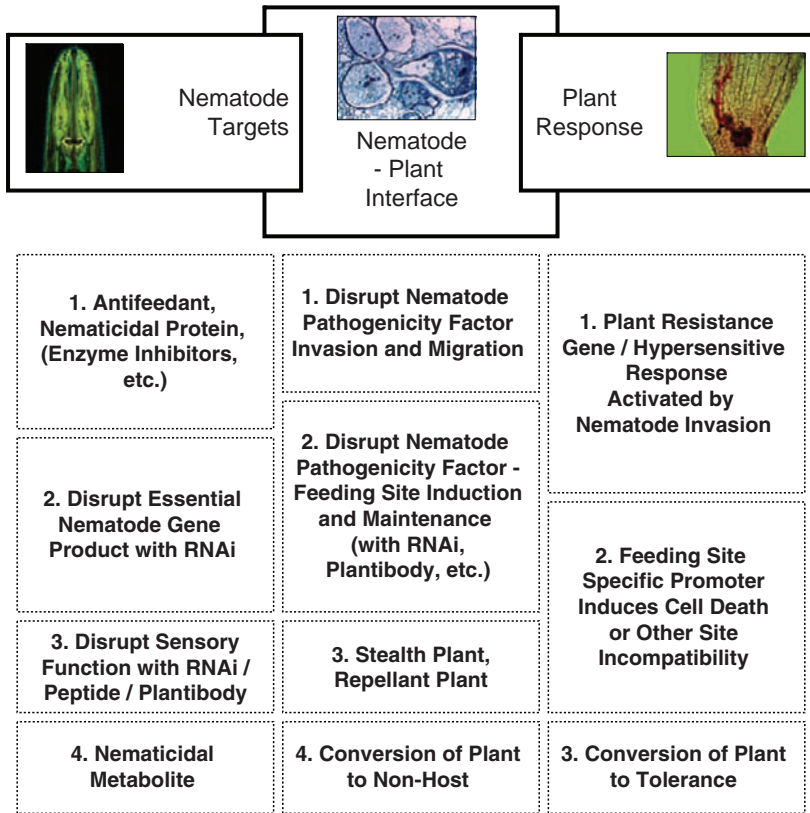 Nematode
Targets
Nematode
- Plant
Interface
Plant
Response
1. Antifeedant,
Nematicidal Protein,
(Enzyme Inhibitors,
etc.)
2. Disrupt Essential
Nematode Gene
Product with RNAi
3. Disrupt Sensory
Function with RNAi /
Peptide / Plantibody
4. Nematicidal
Metabolite
1. Disrupt Nematode
Pathogenicity Factor
Invasion and Migration
2. Disrupt Nematode
Pathogenicity Factor -
Feeding Site Induction
and Maintenance
(with RNAi,
Plantibody, etc.)
3. Stealth Plant,
Repellant Plant
4. Conversion of Plant
to Non-Host
1. Plant Resistance
Gene / Hypersensitive
Response
Activated by
Nematode Invasion
2. Feeding Site
Specific Promoter
Induces Cell Death
or Other Site
Incompatibility
3. Conversion of Plant
to Tolerance